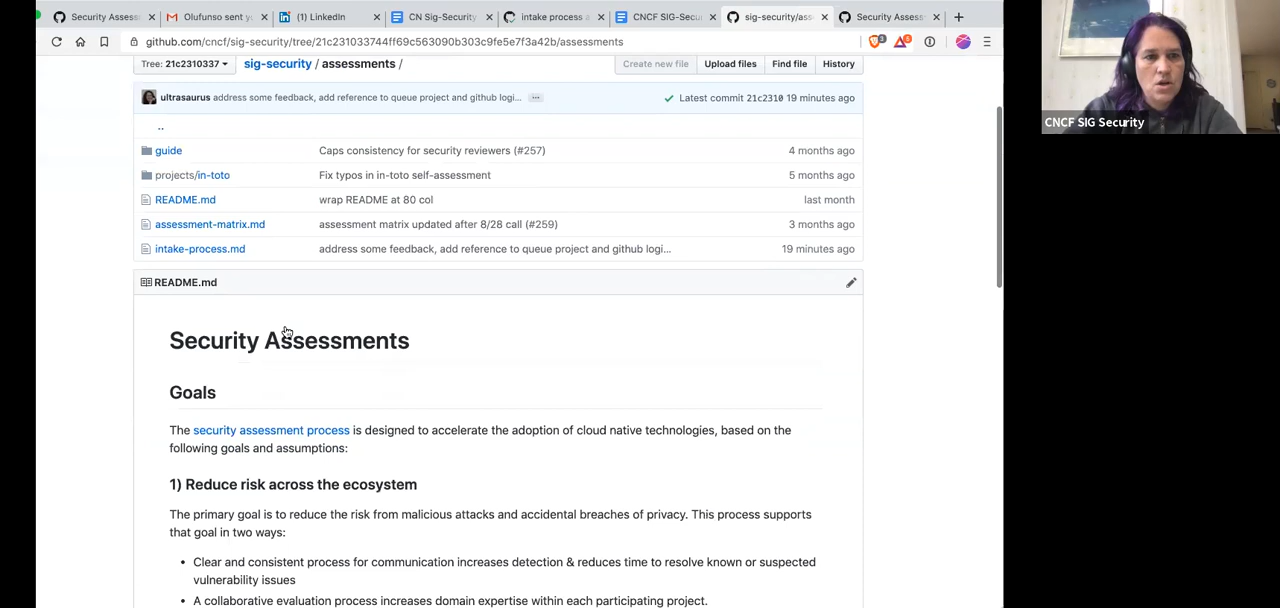 Security Assess
Olufunso sent y
(1) LinkedIn
CN Sig-Security
intake process a
CNCF SIG-Secu
sig-security/ass
Security Assess
github.com/cncf/sig-security/tree/21c231033744ff69c563090b303c9fe5e7f3a42b/assessments
Tree: 21c2310337
sig-security / assessments /
Create new file
Upload files
Find file
History
ultrasaurus address some feedback, add reference to queue project and github logi...
Latest commit 21c2310 19 minutes ago
..
guide Caps consistency for security reviewers (#257) 4 months ago
projects/in-toto Fix typos in in-toto self-assessment 5 months ago
README.md wrap README at 80 col last month
assessment-matrix.md assessment matrix updated after 8/28 call (#259) 3 months ago
intake-process.md address some feedback, add reference to queue project and github logi... 19 minutes ago
README.md
Security Assessments
Goals
The security assessment process is designed to accelerate the adoption of cloud native technologies, based on the
following goals and assumptions:
1) Reduce risk across the ecosystem
The primary goal is to reduce the risk from malicious attacks and accidental breaches of privacy. This process supports
that goal in two ways:
• Clear and consistent process for communication increases detection & reduces time to resolve known or suspected
vulnerability issues
• A collaborative evaluation process increases domain expertise within each participating project.
CNCF SIG Security